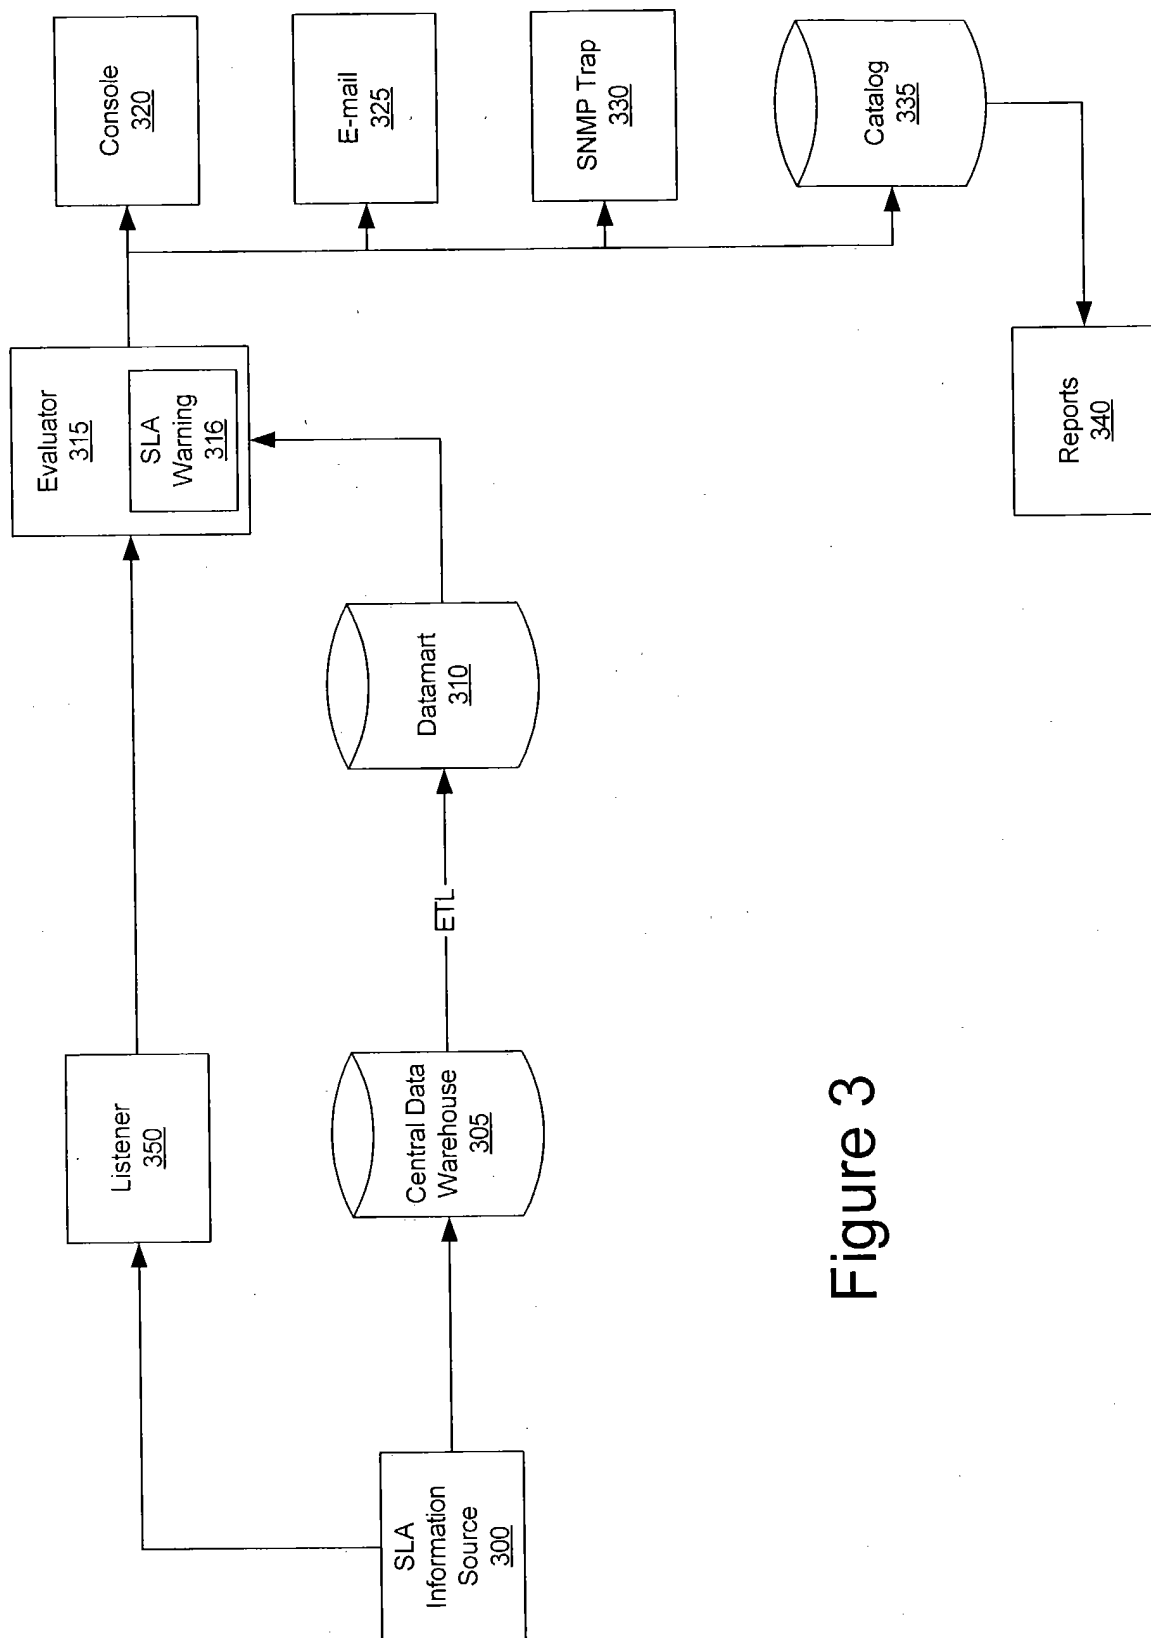 SLA
Information
Source
300
Listener
350
Central Data
Warehouse
305
ETL
Datamart
310
Evaluator
315
SLA
Warning
316
Console
320
E-mail
325
SNMP Trap
330
Catalog
335
Reports
340
Figure 3